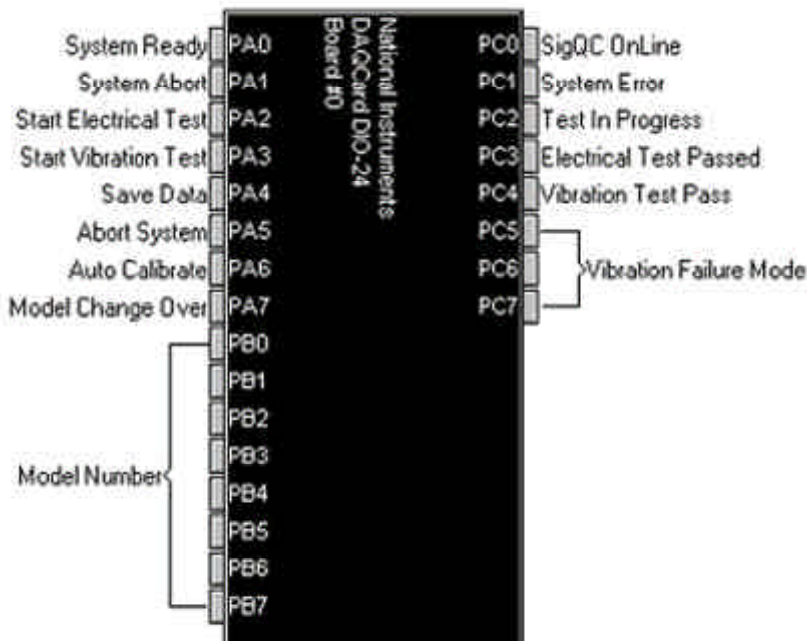 System Ready PA0
System Abort PA1
Start Electrical Test PA2
Start Vibration Test PA3
Save Data PA4
Abort System PA5
Auto Calibrate PA6
Model Change Over PA7
PB0
PB1
PB2
PB3
Model Number
PB4
PB5
PB6
PB7
National Instruments
DAQCard DIO-24
Board #0
PC0 SigQC OnLine
PC1 System Error
PC2 Test In Progress
PC3 Electrical Test Passed
PC4 Vibration Test Pass
PC5
PC6 Vibration Failure Mode
PC7